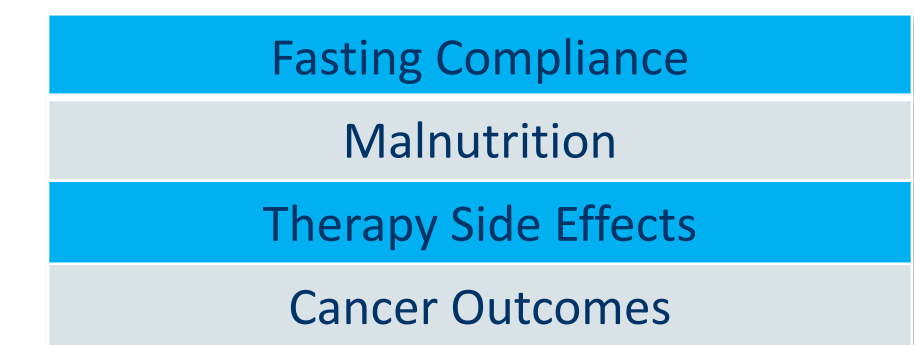 Fasting Compliance
Malnutrition
Therapy Side Effects
Cancer Outcomes